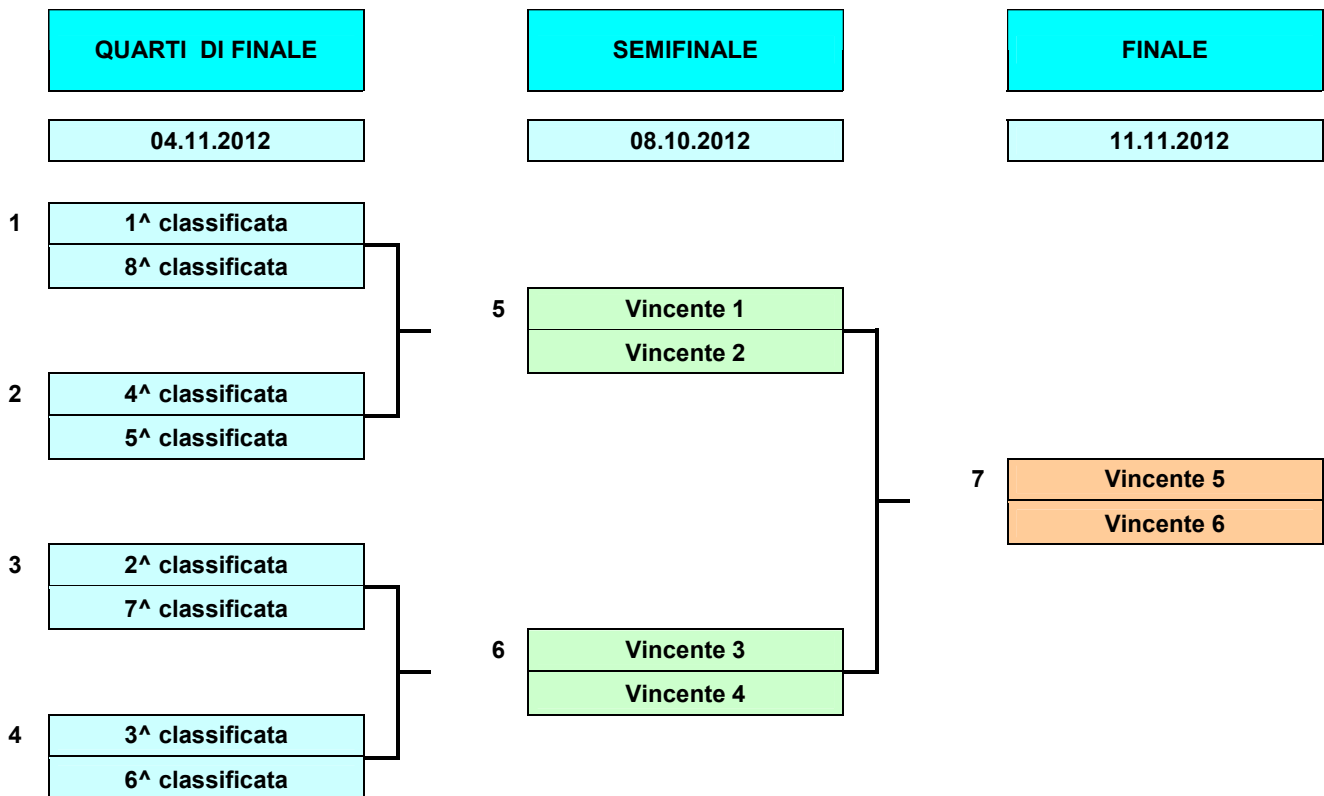 QUARTI DI FINALE
SEMIFINALE
FINALE
04.11.2012
08.10.2012
11.11.2012
1
1^ classificata
8^ classificata
5
Vincente 1
Vincente 2
2
4^ classificata
5^ classificata
7
Vincente 5
Vincente 6
3
2^ classificata
7^ classificata
6
Vincente 3
Vincente 4
4
3^ classificata
6^ classificata